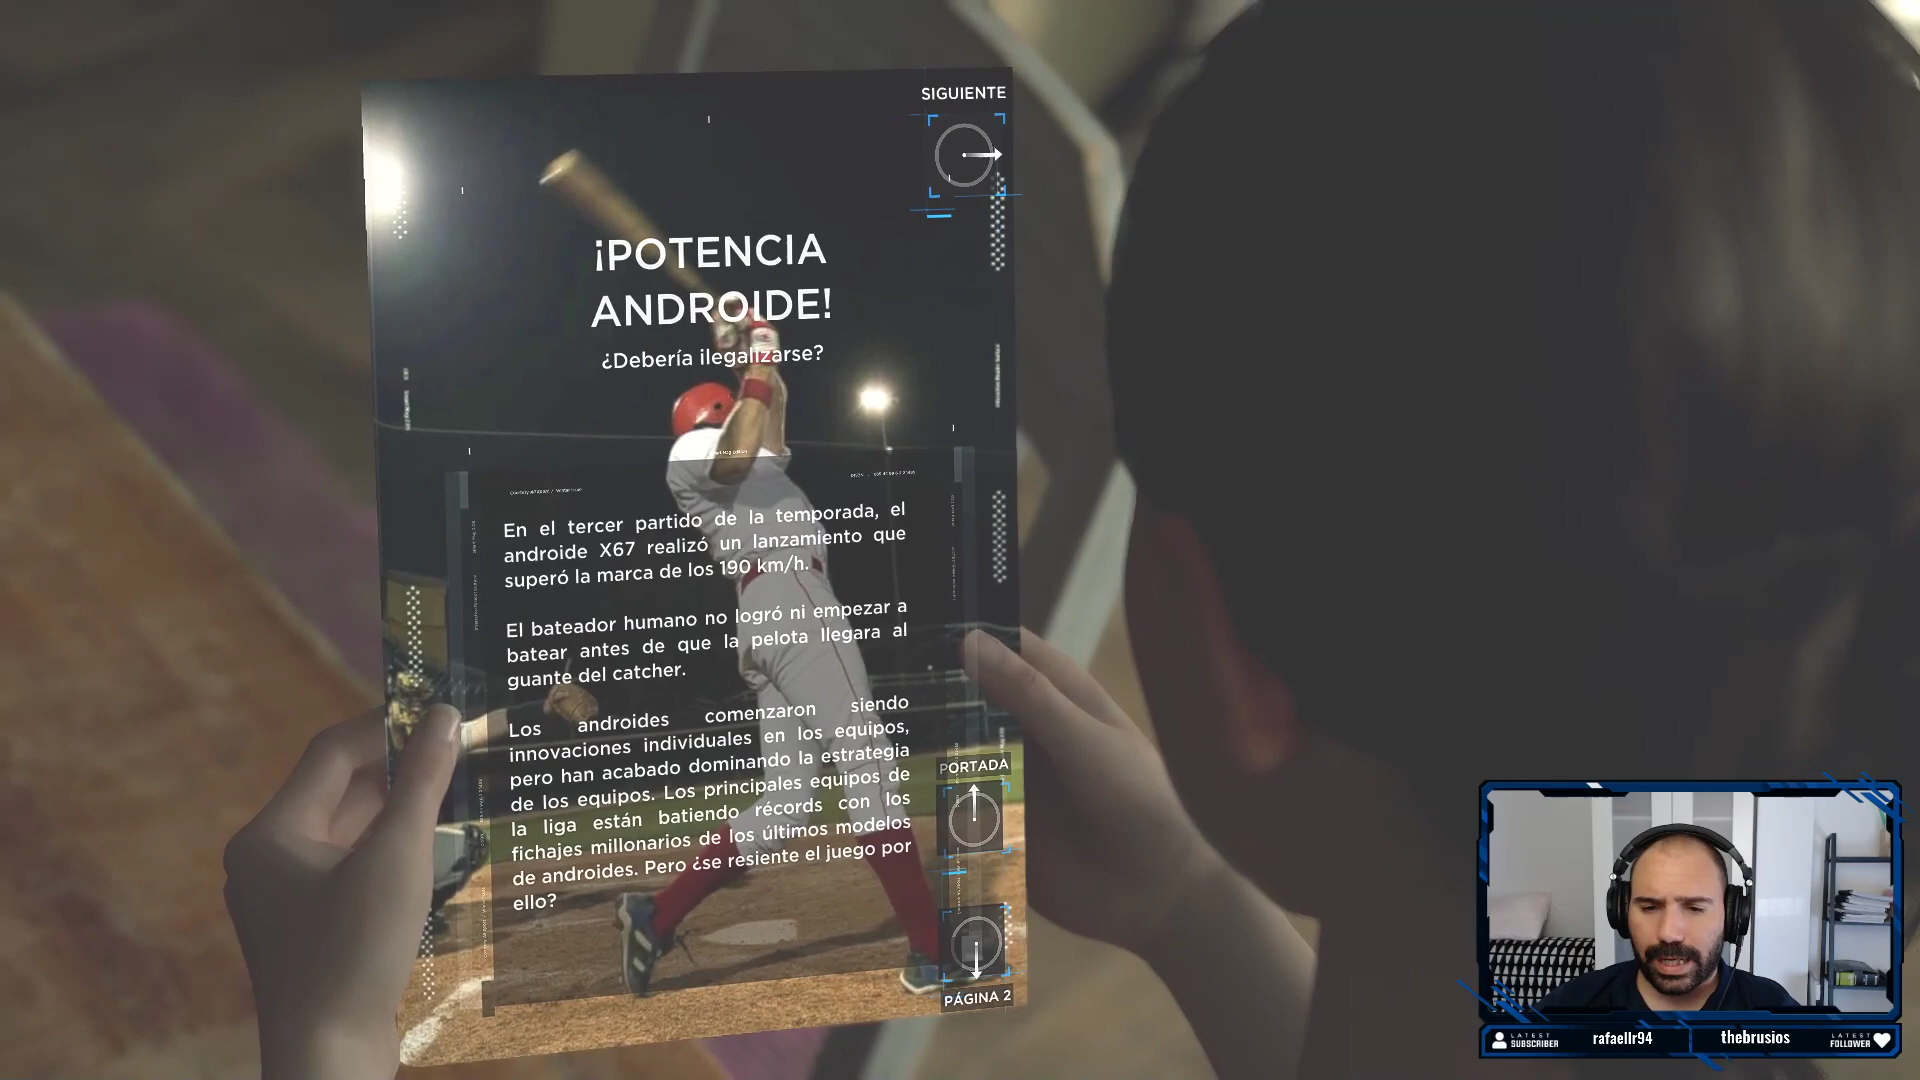 SIGUIENTE
¡POTENCIA
ANDROIDE!
¿Debería ilegalizarse?
En el tercer partido de la temporada, el
androide X67 realizó un lanzamiento que
superó la marca de los 190 km/h.
El bateador humano no logró ni empezar a
batear antes de que la pelota llegara al
guante del catcher.
Los androides comenzaron siendo
innovaciones individuales en los equipos,
pero han acabado dominando la estrategia
de los equipos. Los principales equipos de
la liga están batiendo récords con los
fichajes millonarios de los últimos modelos
de androides. Pero ¿se resiente el juego por
ello?
PORTADA
PÁGINA 2
LATEST
SUBSCRIBER
rafaellr94
thebrusios
LATEST
FOLLOWER